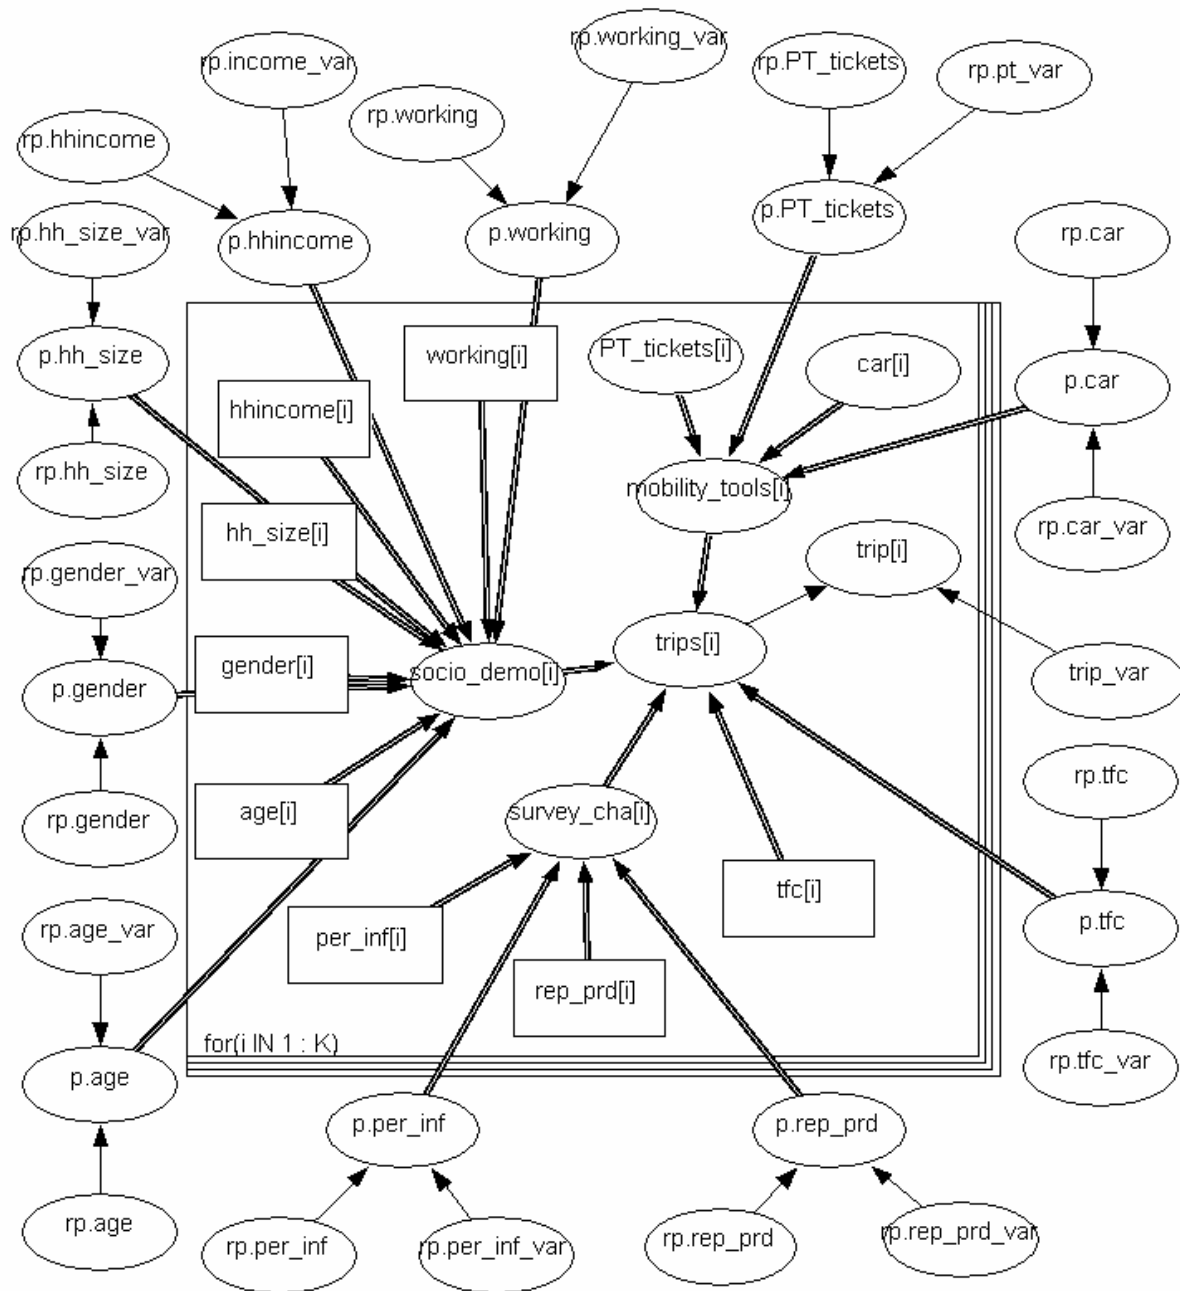 rp.working_var
rp.income_var
rp.PT_tickets
rp.pt_var
rp.working
rp.hhincome
p.PT_tickets
rp.hh_size_var
p.hhincome
p.working
rp.car
p.hh_size
working[i]
PT_tickets[i]
car[i]
p.car
hhincome[i]
rp.hh_size
mobility_tools[i]
hh_size[i]
rp.car_var
trip[i]
rp.gender_var
gender[i]
socio_demo[i]
trips[i]
trip_var
p.gender
rp.tfc
rp.gender
age[i]
survey_cha[i]
tfc[i]
rp.age_var
per_inf[i]
p.tfc
rep_prd[i]
for(i IN 1 : K)
rp.tfc_var
p.age
p.per_inf
p.rep_prd
rp.age
rp.per_inf
rp.per_inf_var
rp.rep_prd
rp.rep_prd_var